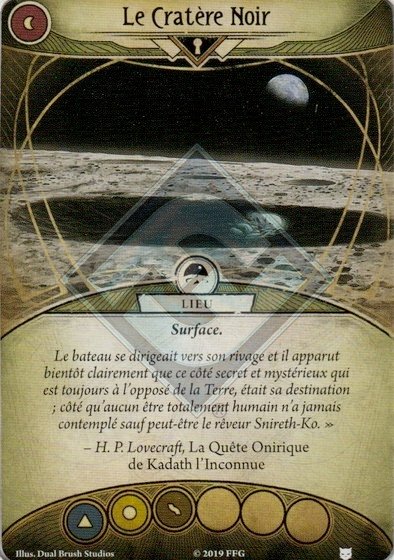 Le Cratère Noir
LIEU
Surface.
Le bateau se dirigeait vers son rivage et il apparut
bientôt clairement que ce côté secret et mystérieux qui
est toujours à l'opposé de la Terre, était sa destination
; côté qu'aucun être totalement humain n'a jamais
contemplé sauf peut-être le rêveur Snireth-Ko. »
– H. P. Lovecraft, La Quête Onirique
de Kadath l'Inconnue
Illus. Dual Brush Studios
© 2019 FFG